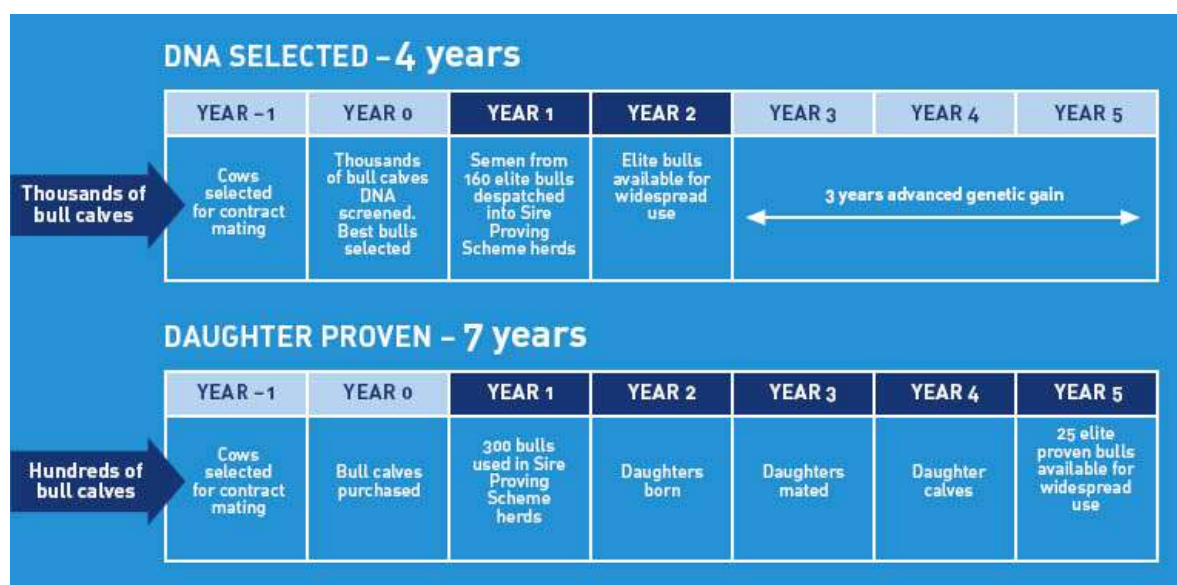 DNA SELECTED – 4 years
YEAR –1
YEAR 0
YEAR 1
YEAR 2
YEAR 3
YEAR 4
YEAR 5
Thousands of
bull calves
Cows
selected
for contract
mating
Thousands
of bull calves
DNA
screened.
Best bulls
selected
Semen from
160 elite bulls
despatched
into Sire
Proving
Scheme herds
Elite bulls
available for
widespread
use
3 years advanced genetic gain
DAUGHTER PROVEN – 7 years
YEAR –1
YEAR 0
YEAR 1
YEAR 2
YEAR 3
YEAR 4
YEAR 5
Hundreds of
bull calves
Cows
selected
for contract
mating
Bull calves
purchased
300 bulls
used in Sire
Proving
Scheme
herds
Daughters
born
Daughters
mated
Daughter
calves
25 elite
proven bulls
available for
widespread
use